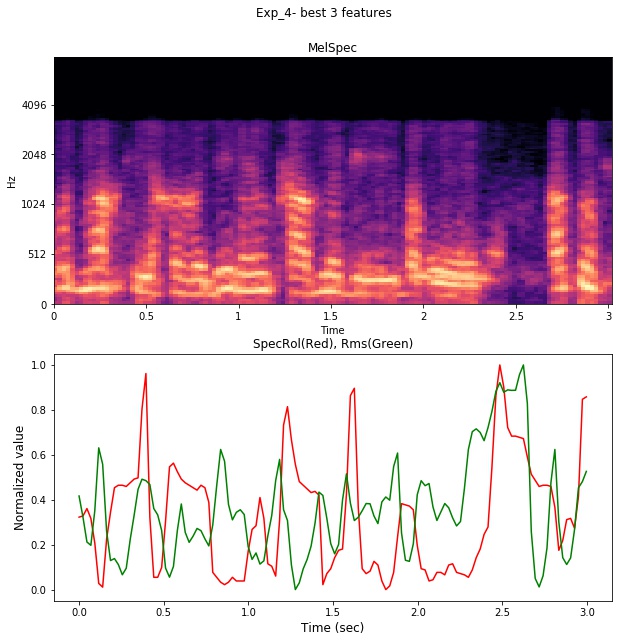 Exp_4- best 3 features
MelSpec
4096
2048
1024
512
0
Hz
0 0.5 1 1.5 2 2.5 3
Time
SpecRol(Red), Rms(Green)
1.0
0.8
0.6
0.4
0.2
0.0
Normalized value
0.0 0.5 1.0 1.5 2.0 2.5 3.0
Time (sec)